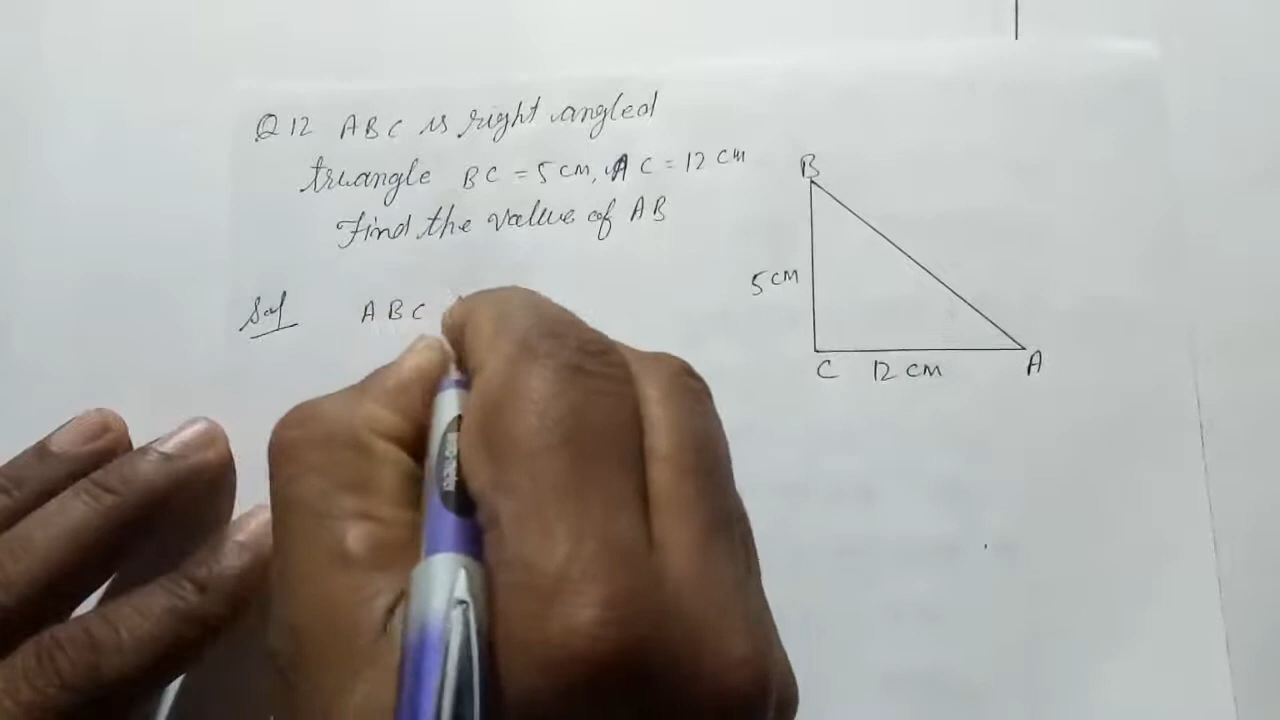 Q 12 ABC is right angled
triangle BC = 5 cm, AC = 12 cm
Find the value of AB
Sol ABC
B
5 cm
C 12 cm A